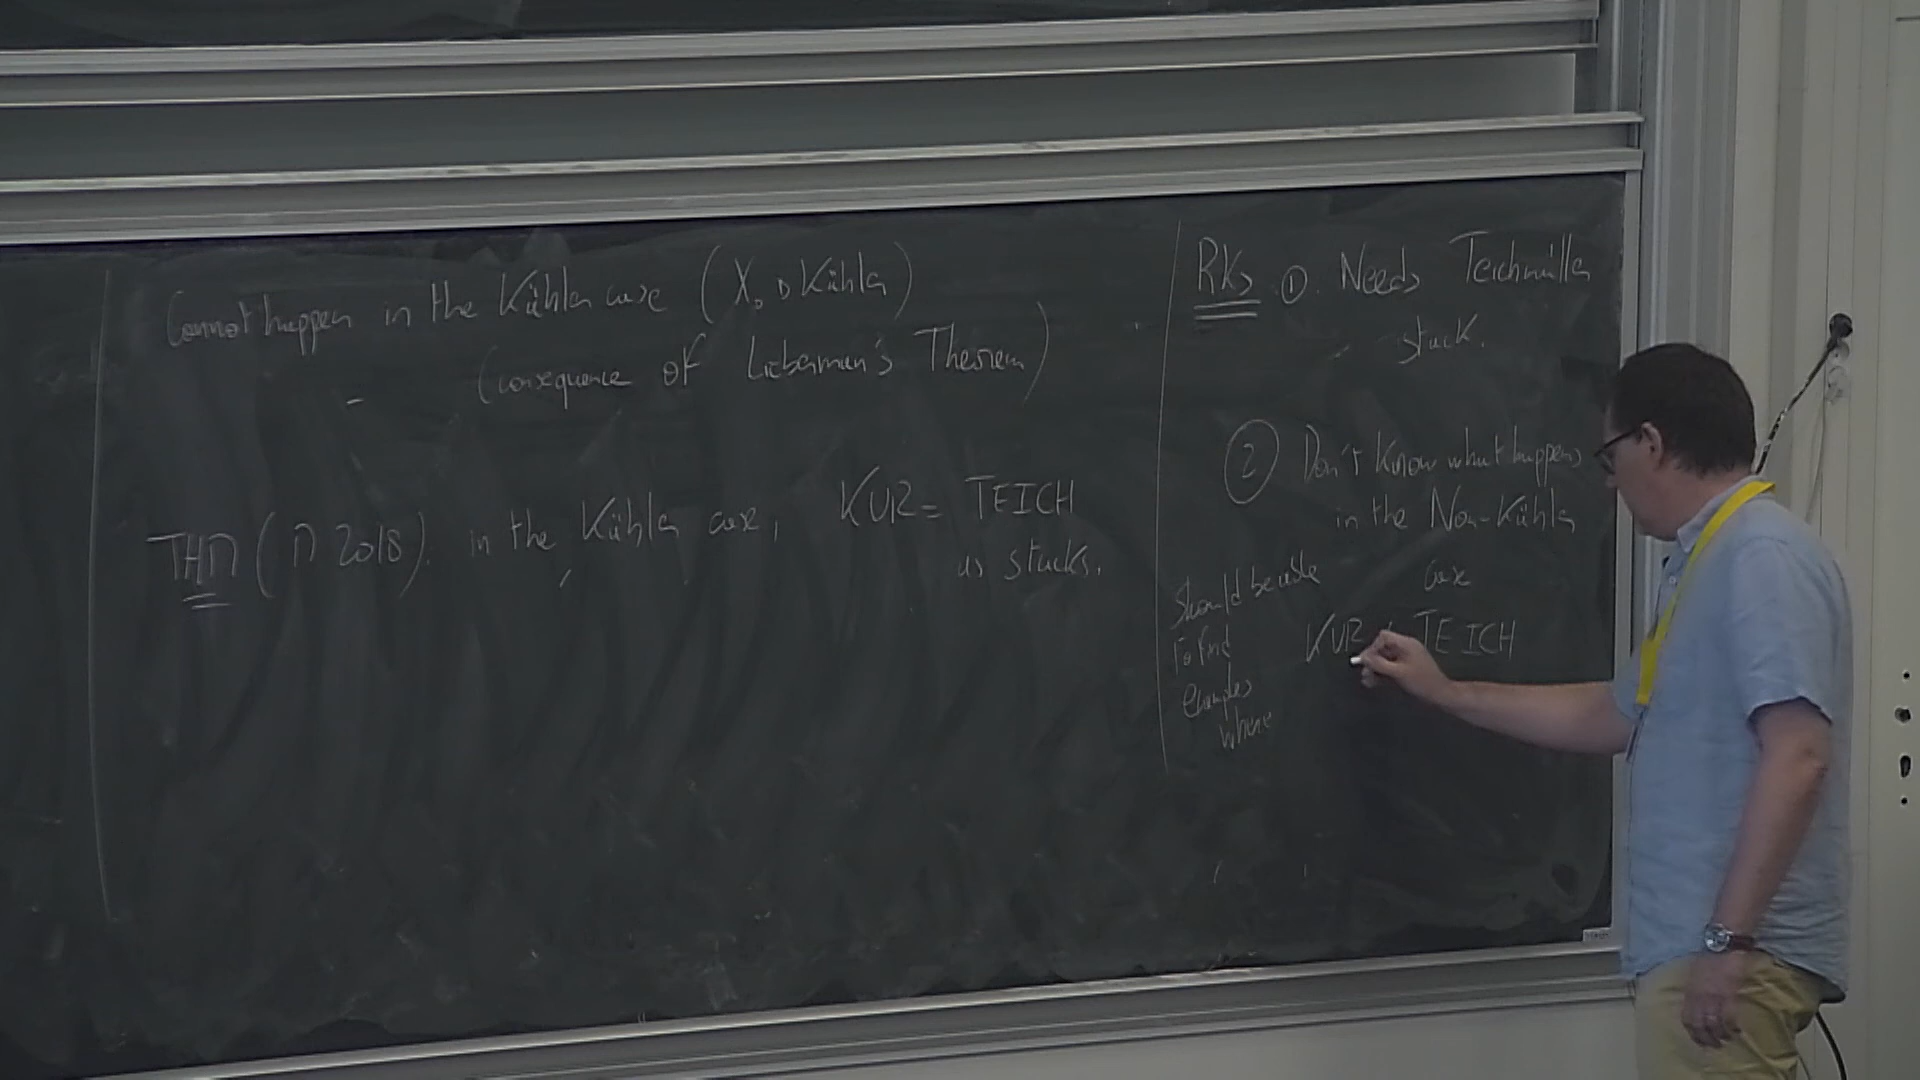 Cannot happen in the Kähler case (X₀ is Kähler)
(consequence of Lieberman's Theorem)
THM (M 2018). in the Kähler case, KUR = TEICH
as stacks.
RKs ①. Needs Teichmüller
stack.
② Don't know what happens
in the Non-Kähler
case
Should be able
to find
examples
where
KUR TEICH